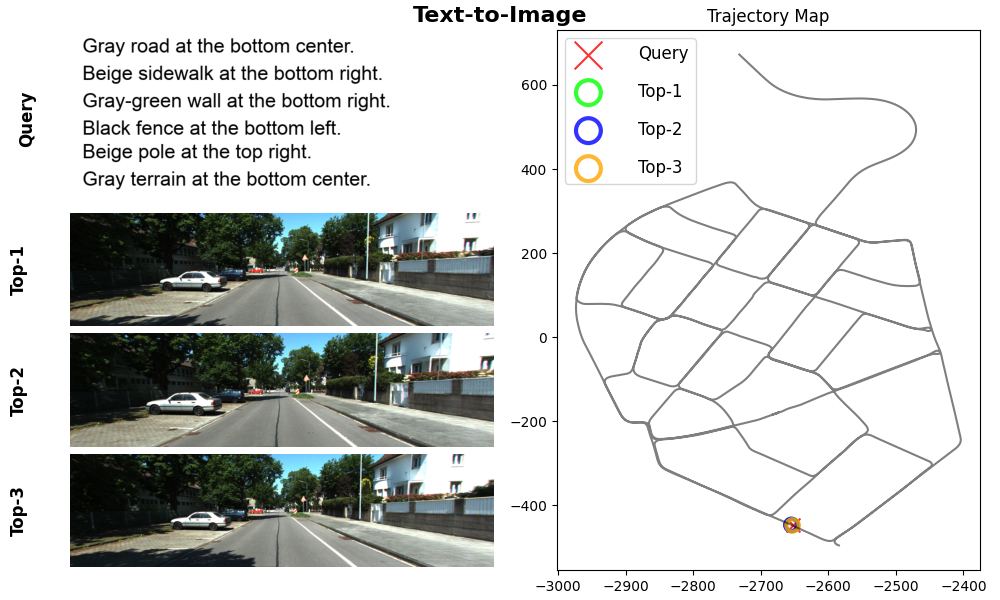 Text-to-Image
Query
Gray road at the bottom center.
Beige sidewalk at the bottom right.
Gray-green wall at the bottom right.
Black fence at the bottom left.
Beige pole at the top right.
Gray terrain at the bottom center.
Top-1
Top-2
Top-3
Trajectory Map
Query
Top-1
Top-2
Top-3
600
400
200
0
−200
−400
−3000 −2900 −2800 −2700 −2600 −2500 −2400